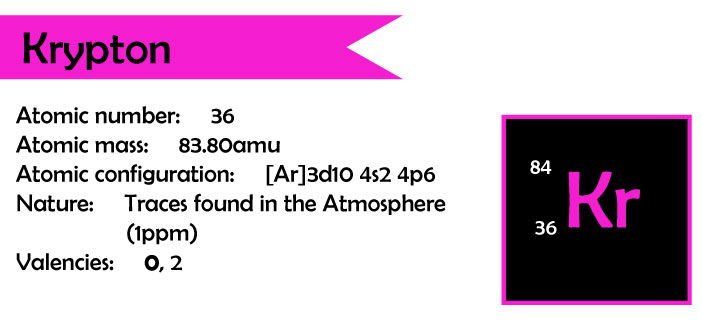 Krypton
Atomic number: 36
Atomic mass: 83.80amu
Atomic configuration: [Ar]3d10 4s2 4p6
Nature: Traces found in the Atmosphere
(1ppm)
Valencies: 0, 2
84
Kr
36